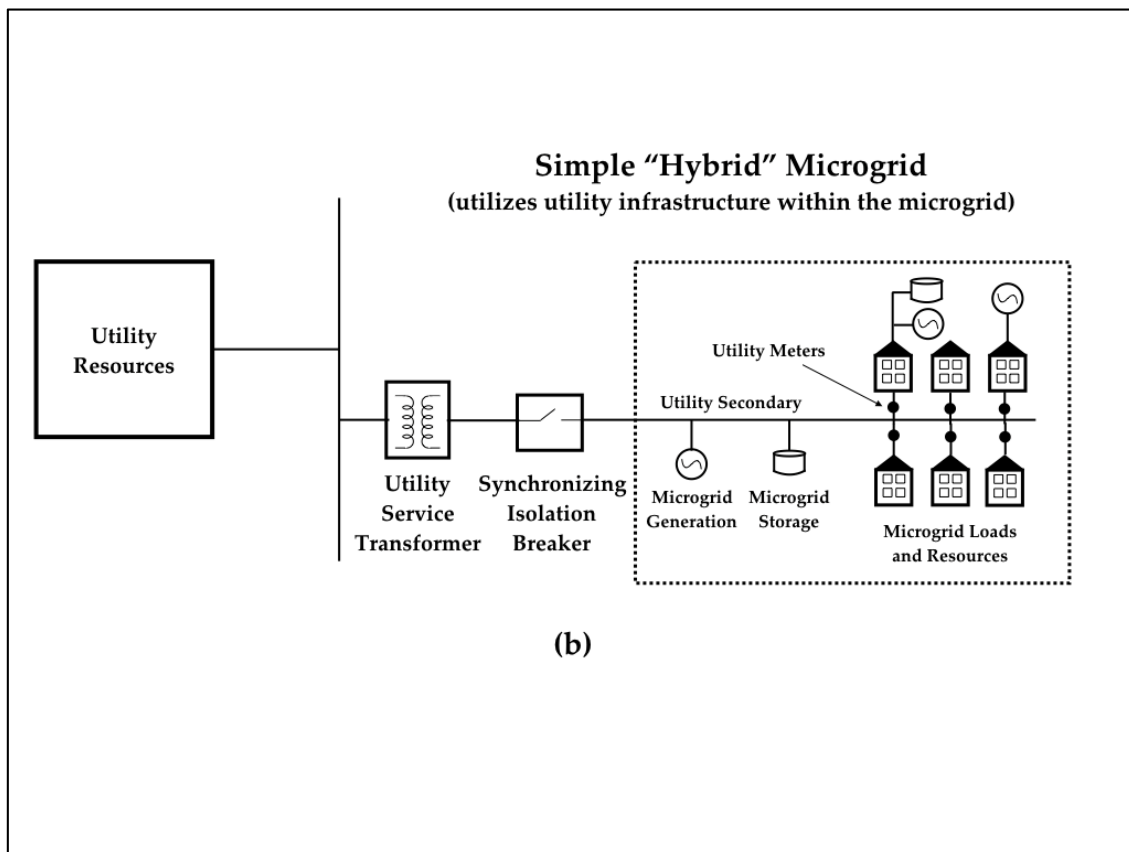 Simple “Hybrid” Microgrid
(utilizes utility infrastructure within the microgrid)
Utility
Resources
Utility Meters
Utility Secondary
Utility
Service
Transformer
Synchronizing
Isolation
Breaker
Microgrid
Generation
Microgrid
Storage
Microgrid Loads
and Resources
(b)